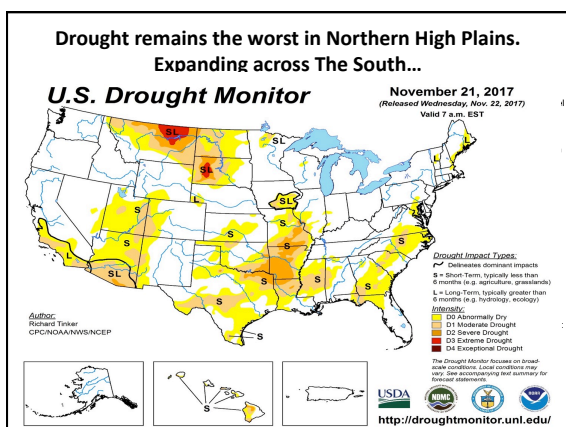 Drought remains the worst in Northern High Plains.
Expanding across The South…
U.S. Drought Monitor
November 21, 2017
(Released Wednesday, Nov. 22, 2017)
Valid 7 a.m. EST
SL
SL
SL
L
L
SL
L
S
S
S
S
S
S
S
S
S
S
L
SL
S
S
Author:
Richard Tinker
CPC/NOAA/NWS/NCEP
Drought Impact Types:
Delineates dominant impacts
S = Short-Term, typically less than
6 months (e.g. agriculture, grasslands)
L = Long-Term, typically greater than
6 months (e.g. hydrology, ecology)
Intensity:
D0 Abnormally Dry
D1 Moderate Drought
D2 Severe Drought
D3 Extreme Drought
D4 Exceptional Drought
The Drought Monitor focuses on broad-
scale conditions. Local conditions may
vary. See accompanying text summary for
forecast statements.
USDA
NDMC
NOAA
http://droughtmonitor.unl.edu/